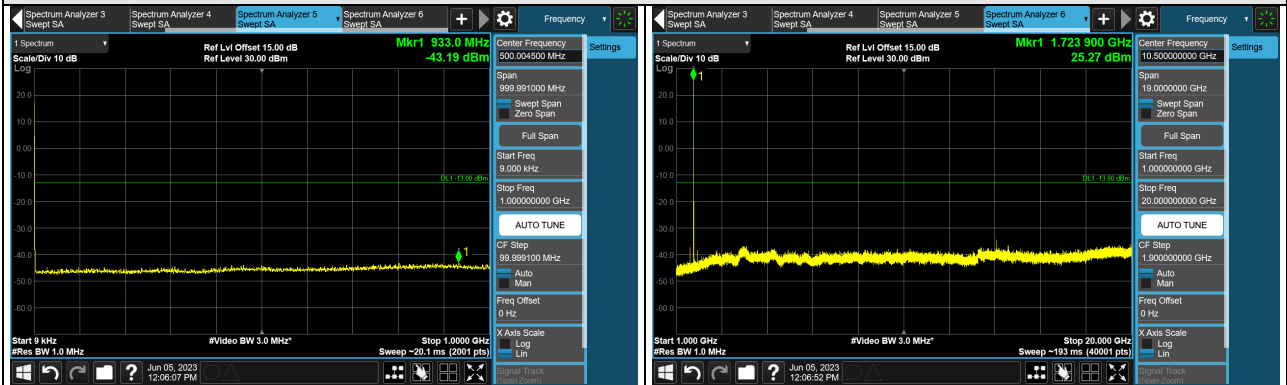 Spectrum Analyzer 3
Swept SA
Spectrum Analyzer 4
Swept SA
Spectrum Analyzer 5
Swept SA
Spectrum Analyzer 6
Swept SA
Frequency
1 Spectrum
Scale/Div 10 dB
Log
Ref Lvl Offset 15.00 dB
Ref Level 30.00 dBm
Mkr1 933.0 MHz
-43.19 dBm
20.0
10.0
0.00
-10.0
-20.0
-30.0
-40.0
-50.0
-60.0
DL1 -13.00 dBm
1
Start 9 kHz
#Res BW 1.0 MHz
#Video BW 3.0 MHz*
Stop 1.0000 GHz
Sweep ~20.1 ms (2001 pts)
Center Frequency
500.004500 MHz
Span
999.991000 MHz
Swept Span
Zero Span
Full Span
Start Freq
9.000 kHz
Stop Freq
1.000000000 GHz
AUTO TUNE
CF Step
99.999100 MHz
Auto
Man
Freq Offset
0 Hz
X Axis Scale
Log
Lin
Signal Track
(Span Zoom)
Settings
?
Jun 05, 2023
12:06:07 PM
Spectrum Analyzer 3
Swept SA
Spectrum Analyzer 4
Swept SA
Spectrum Analyzer 5
Swept SA
Spectrum Analyzer 6
Swept SA
Frequency
1 Spectrum
Scale/Div 10 dB
Log
Ref Lvl Offset 15.00 dB
Ref Level 30.00 dBm
Mkr1 1.723 900 GHz
25.27 dBm
1
20.0
10.0
0.00
-10.0
-20.0
-30.0
-40.0
-50.0
-60.0
DL1 -13.00 dBm
Start 1.000 GHz
#Res BW 1.0 MHz
#Video BW 3.0 MHz*
Stop 20.000 GHz
Sweep ~193 ms (40001 pts)
Center Frequency
10.500000000 GHz
Span
19.0000000 GHz
Swept Span
Zero Span
Full Span
Start Freq
1.000000000 GHz
Stop Freq
20.000000000 GHz
AUTO TUNE
CF Step
1.900000000 GHz
Auto
Man
Freq Offset
0 Hz
X Axis Scale
Log
Lin
Signal Track
(Span Zoom)
Settings
?
Jun 05, 2023
12:06:52 PM